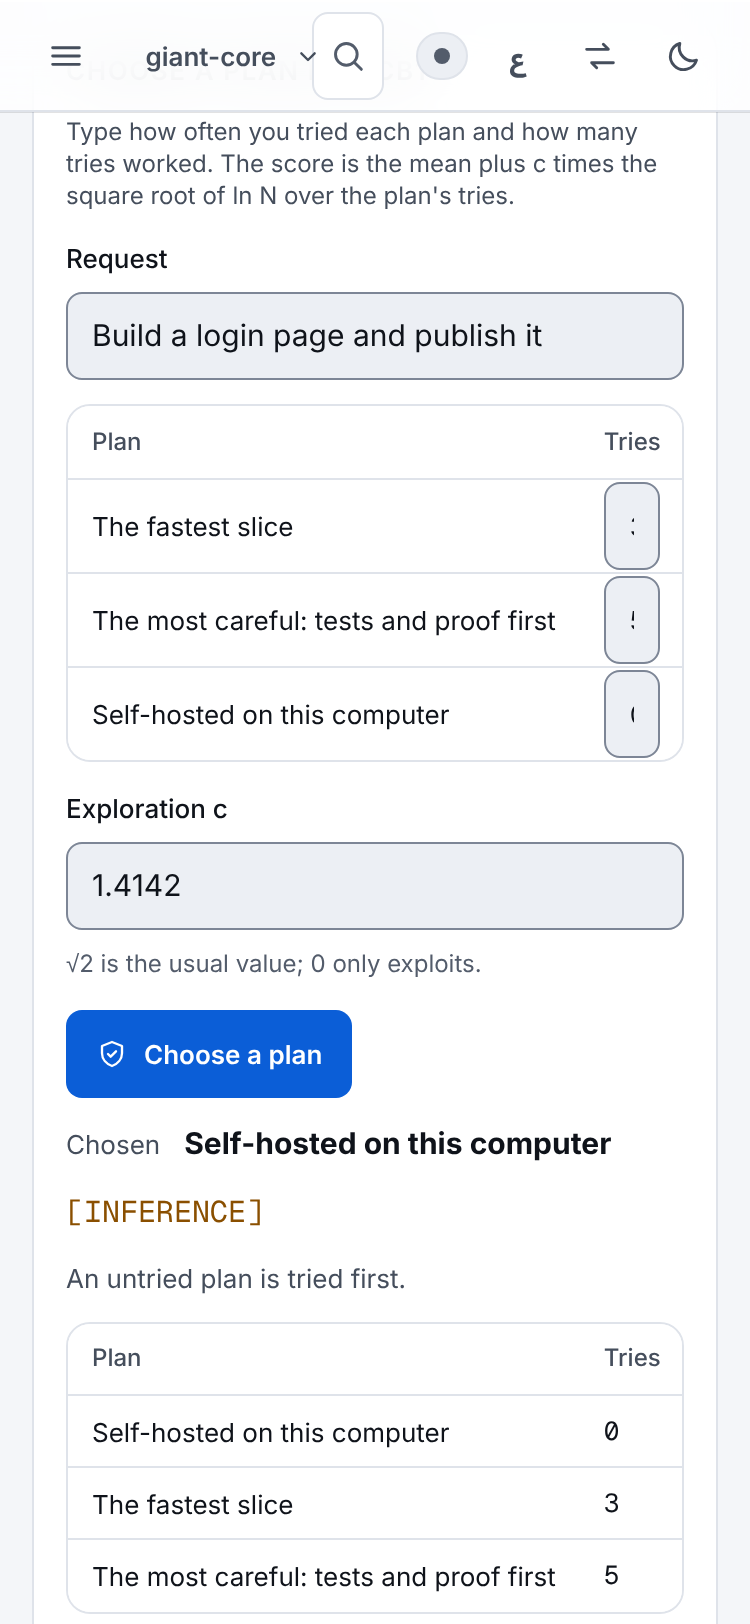 giant-core
ع
Type how often you tried each plan and how many
tries worked. The score is the mean plus c times the
square root of ln N over the plan's tries.
Request
Build a login page and publish it
Plan Tries
The fastest slice
The most careful: tests and proof first
Self-hosted on this computer
Exploration c
1.4142
√2 is the usual value; 0 only exploits.
Choose a plan
Chosen Self-hosted on this computer
[INFERENCE]
An untried plan is tried first.
Plan Tries
Self-hosted on this computer 0
The fastest slice 3
The most careful: tests and proof first 5